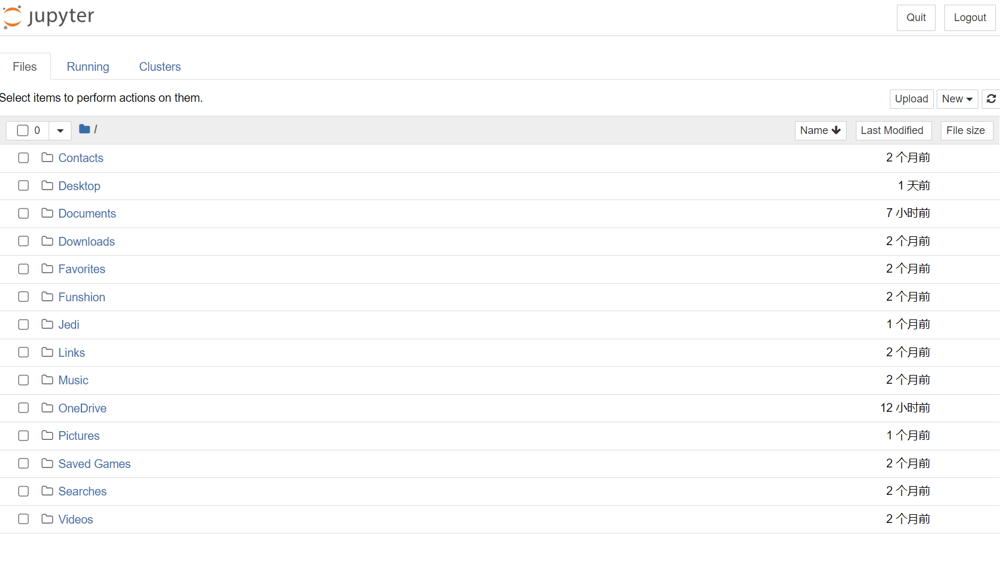 jupyter Quit Logout
Files Running Clusters
Select items to perform actions on them. Upload New
0 / Name Last Modified File size
Contacts 2 个月前
Desktop 1 天前
Documents 7 小时前
Downloads 2 个月前
Favorites 2 个月前
Funshion 2 个月前
Jedi 1 个月前
Links 2 个月前
Music 2 个月前
OneDrive 12 小时前
Pictures 1 个月前
Saved Games 2 个月前
Searches 2 个月前
Videos 2 个月前